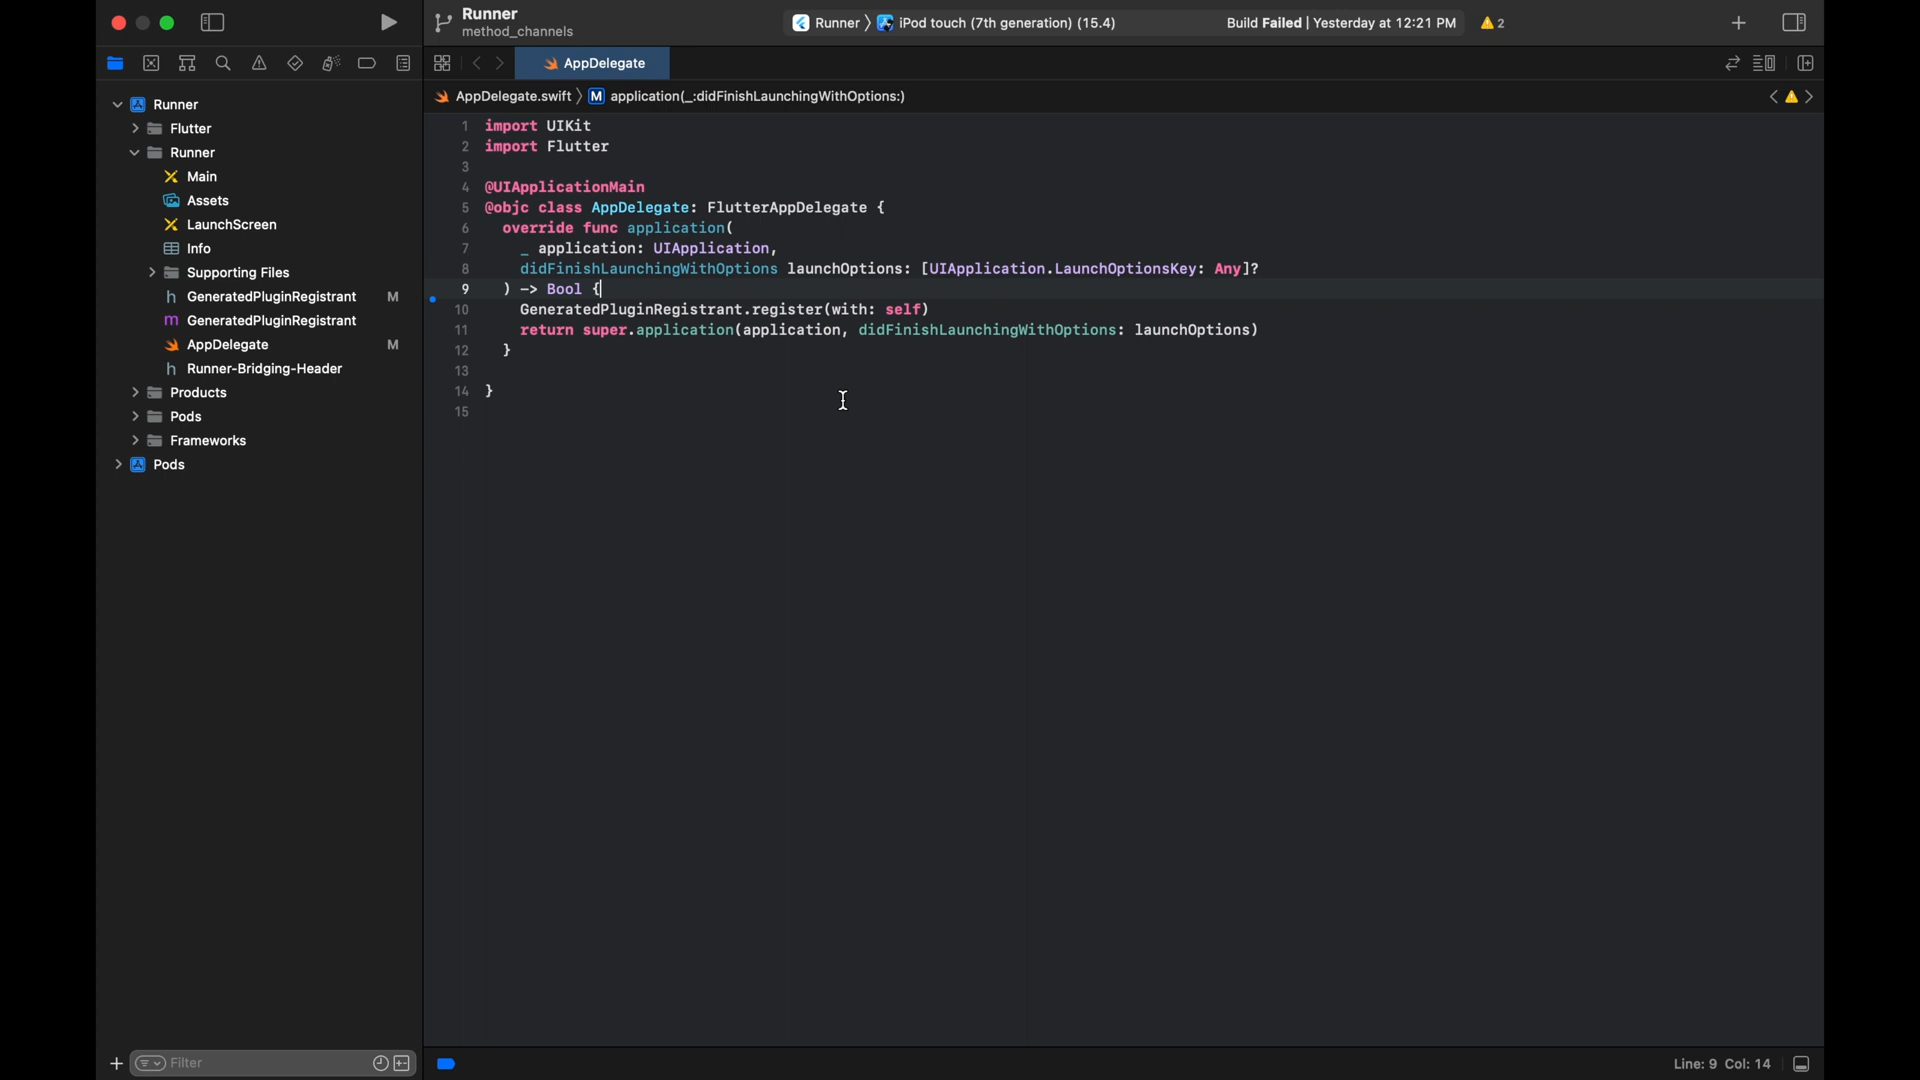 Runner
method_channels
Runner
iPod touch (7th generation) (15.4)
Build Failed | Yesterday at 12:21 PM
2
AppDelegate
AppDelegate.swift
M
application(_:didFinishLaunchingWithOptions:)
Runner
Flutter
Runner
Main
Assets
LaunchScreen
Info
Supporting Files
h GeneratedPluginRegistrant M
m GeneratedPluginRegistrant
AppDelegate M
h Runner-Bridging-Header
Products
Pods
Frameworks
Pods
1 import UIKit
2 import Flutter
3
4 @UIApplicationMain
5 @objc class AppDelegate: FlutterAppDelegate {
6 override func application(
7 _ application: UIApplication,
8 didFinishLaunchingWithOptions launchOptions: [UIApplication.LaunchOptionsKey: Any]?
9 ) -> Bool {
10 GeneratedPluginRegistrant.register(with: self)
11 return super.application(application, didFinishLaunchingWithOptions: launchOptions)
12 }
13
14 }
15
Filter
Line: 9 Col: 14